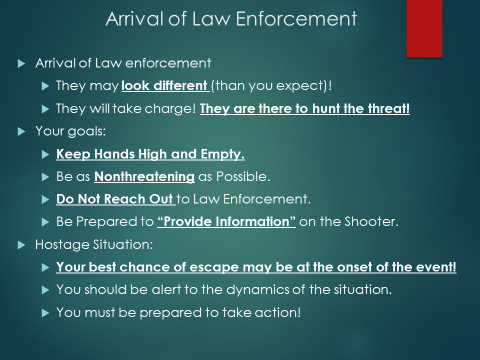 Arrival of Law Enforcement
Arrival of Law enforcement
They may look different (than you expect)!
They will take charge! They are there to hunt the threat!
Your goals:
Keep Hands High and Empty.
Be as Nonthreatening as Possible.
Do Not Reach Out to Law Enforcement.
Be Prepared to “Provide Information” on the Shooter.
Hostage Situation:
Your best chance of escape may be at the onset of the event!
You should be alert to the dynamics of the situation.
You must be prepared to take action!